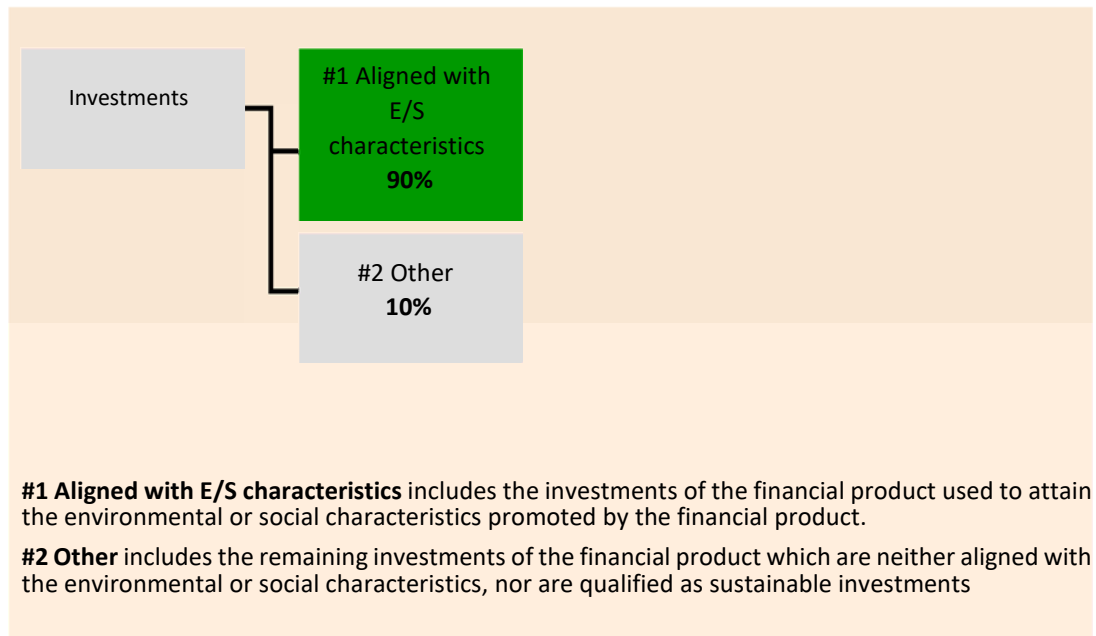 Investments
#1 Aligned with
E/S
characteristics
90%
#2 Other
10%
#1 Aligned with E/S characteristics includes the investments of the financial product used to attain
the environmental or social characteristics promoted by the financial product.
#2 Other includes the remaining investments of the financial product which are neither aligned with
the environmental or social characteristics, nor are qualified as sustainable investments